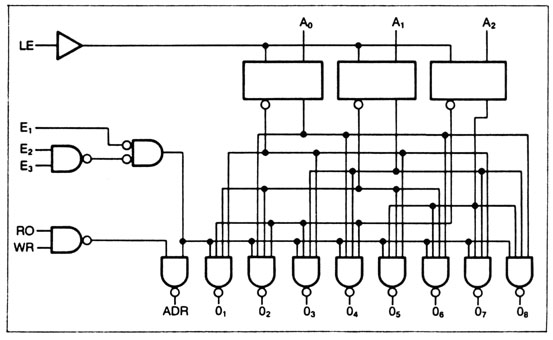 LE
A₀ A₁ A₂
E₁
E₂
E₃
RO
WR
ADR 0₁ 0₂ 0₃ 0₄ 0₅ 0₆ 0₇ 0₈